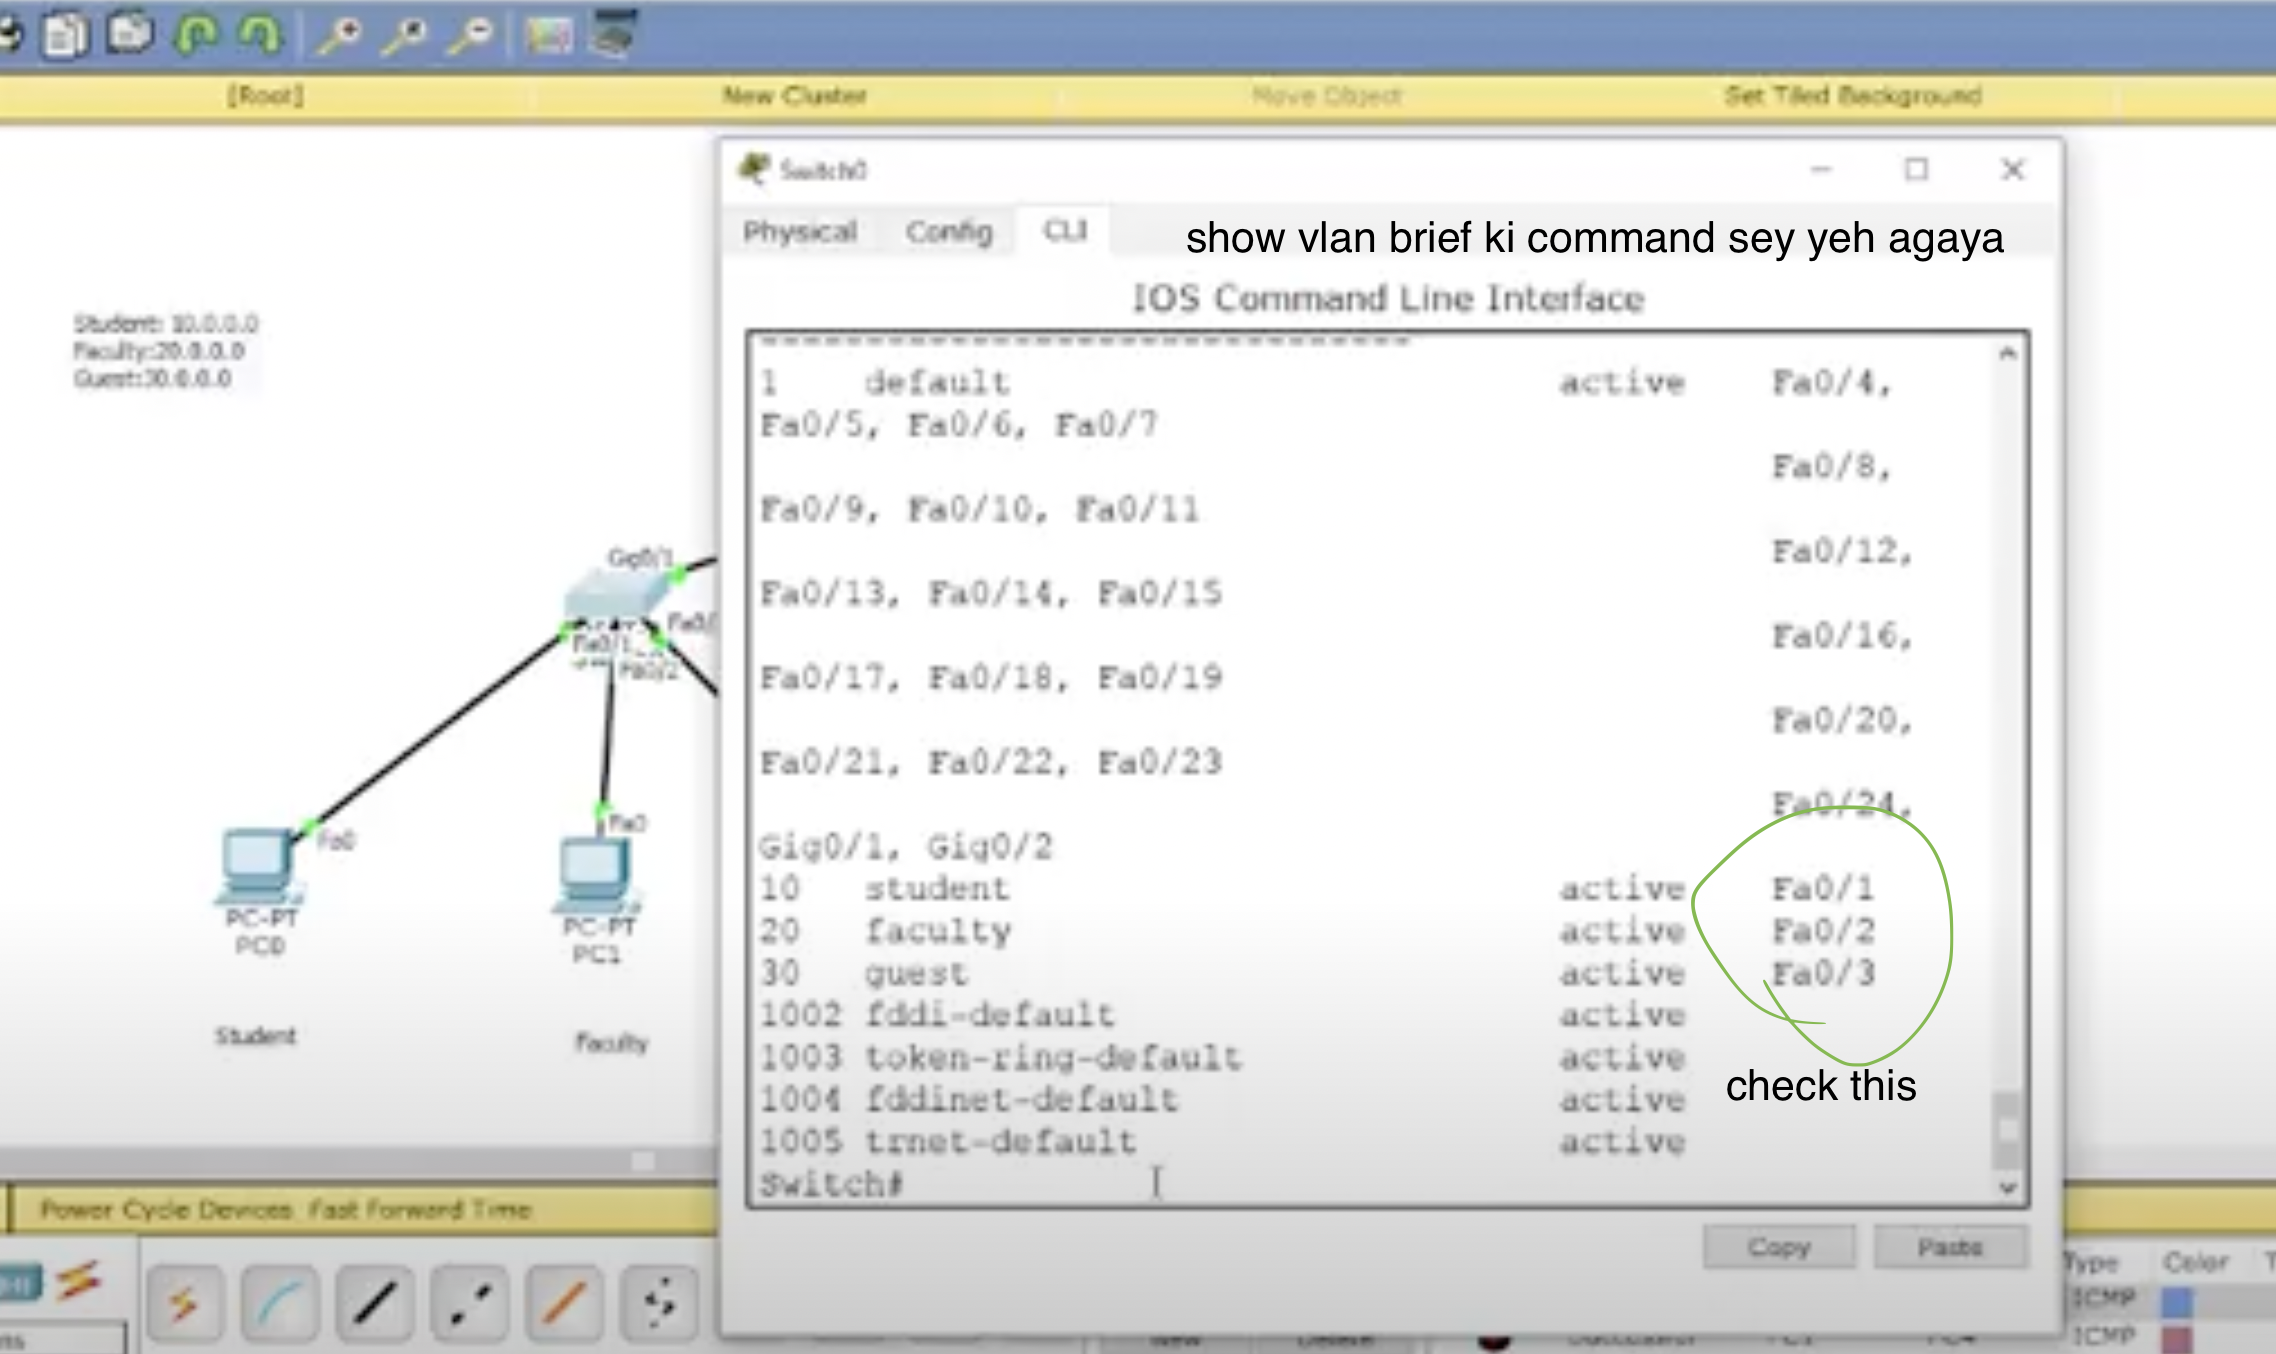 [Root]
New Cluster
Move Object
Set Tiled Background
Switch0
Physical
Config
CLI
show vlan brief ki command sey yeh agaya
IOS Command Line Interface
Student: 10.0.0.0
Faculty:20.0.0.0
Guest:30.0.0.0
-------------------------------
1 default active Fa0/4,
Fa0/5, Fa0/6, Fa0/7
Fa0/8,
Fa0/9, Fa0/10, Fa0/11
Fa0/12,
Fa0/13, Fa0/14, Fa0/15
Fa0/16,
Fa0/17, Fa0/18, Fa0/19
Fa0/20,
Fa0/21, Fa0/22, Fa0/23
Fa0/24,
Gig0/1, Gig0/2
10 student active Fa0/1
20 faculty active Fa0/2
30 guest active Fa0/3
1002 fddi-default active
1003 token-ring-default active
1004 fddinet-default active
1005 trnet-default active
Switch#
check this
Gig0/1
Fa0/
Fa0/1
Fa0/2
Fa0
Fa0
PC-PT
PC0
PC-PT
PC1
Student
Faculty
Power Cycle Devices Fast Forward Time
Copy
Paste
Type
Color
ICMP
ICMP
New
Delete
Successful
PC1
PC4